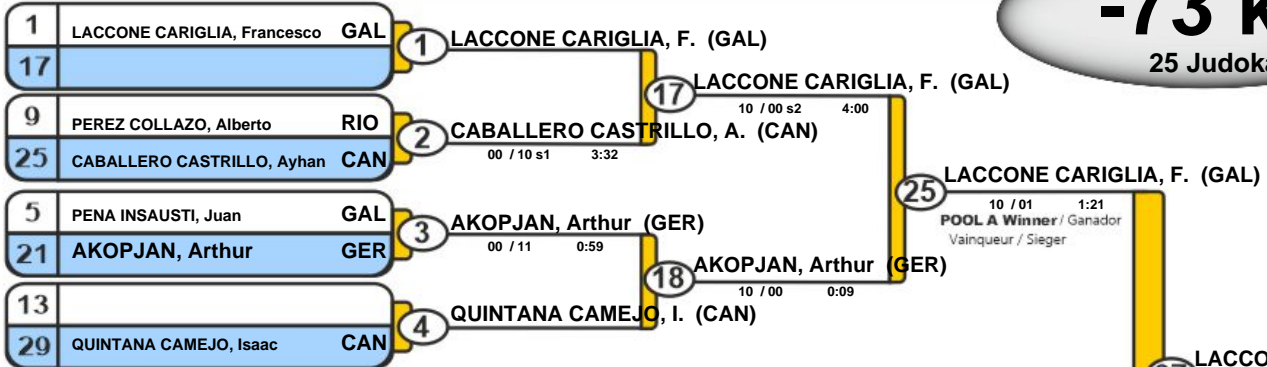 -73 k
25 Judoka
1 LACCONE CARIGLIA, Francesco GAL
17
1 LACCONE CARIGLIA, F. (GAL)
17 LACCONE CARIGLIA, F. (GAL)
10 / 00 s2 4:00
9 PEREZ COLLAZO, Alberto RIO
25 CABALLERO CASTRILLO, Ayhan CAN
2 CABALLERO CASTRILLO, A. (CAN)
00 / 10 s1 3:32
25 LACCONE CARIGLIA, F. (GAL)
10 / 01 1:21
POOL A Winner / Ganador
Vainqueur / Sieger
5 PENA INSAUSTI, Juan GAL
21 AKOPJAN, Arthur GER
3 AKOPJAN, Arthur (GER)
00 / 11 0:59
18 AKOPJAN, Arthur (GER)
10 / 00 0:09
13
29 QUINTANA CAMEJO, Isaac CAN
4 QUINTANA CAMEJO, I. (CAN)
LACCO